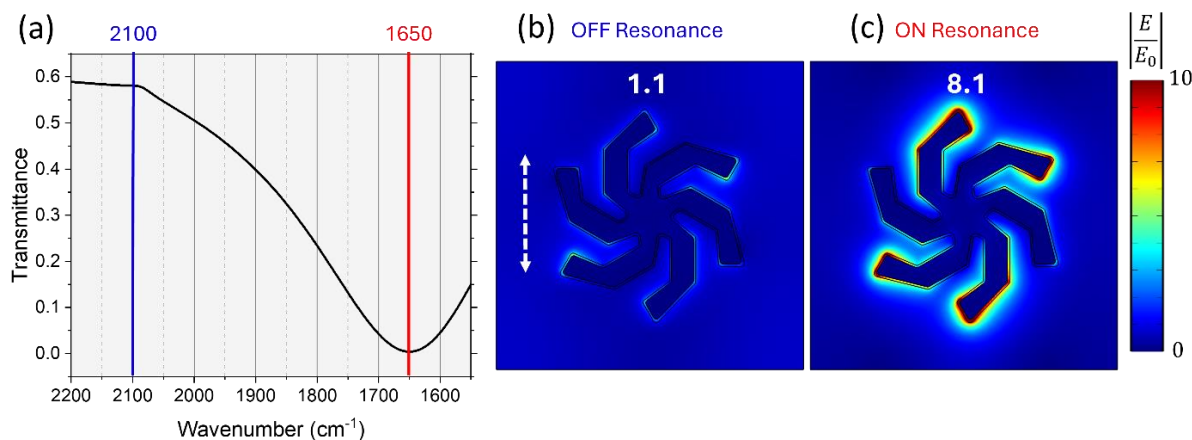 (a)
2100
1650
(b) OFF Resonance
(c) ON Resonance
|E/E₀|
1.1
8.1
10
0
0.6
0.5
0.4
0.3
0.2
0.1
0.0
Transmittance
2200 2100 2000 1900 1800 1700 1600
Wavenumber (cm⁻¹)